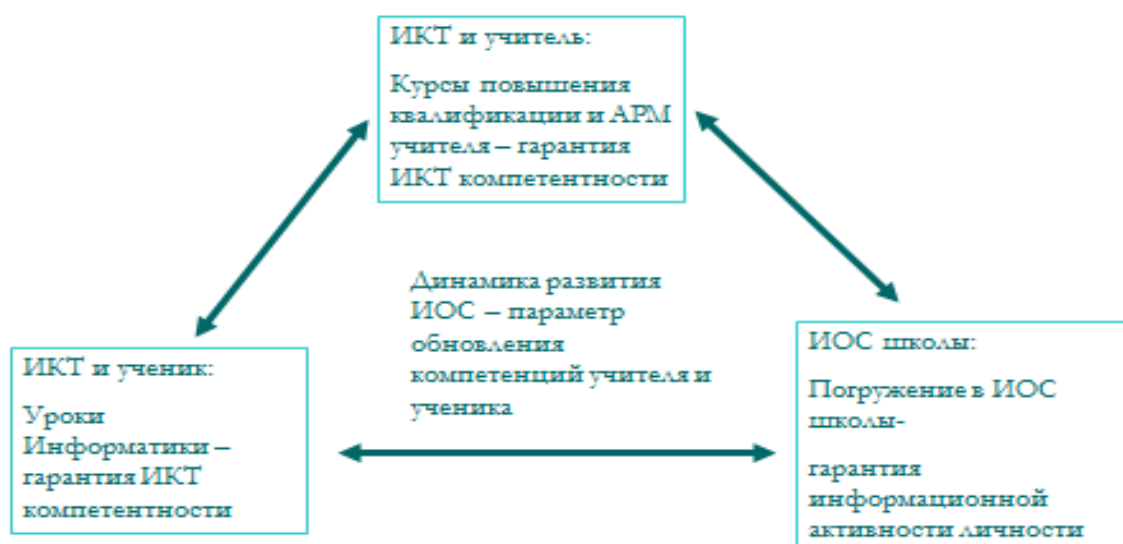 ИКТ и учитель:
Курсы повышения
квалификации и АРМ
учителя – гарантия
ИКТ компетентности
Динамика развития
ИОС – параметр
обновления
компетенций учителя и
ученика
ИКТ и ученик:
Уроки
Информатики –
гарантия ИКТ
компетентности
ИОС школы:
Погружение в ИОС
школы-
гарантия
информационной
активности личности